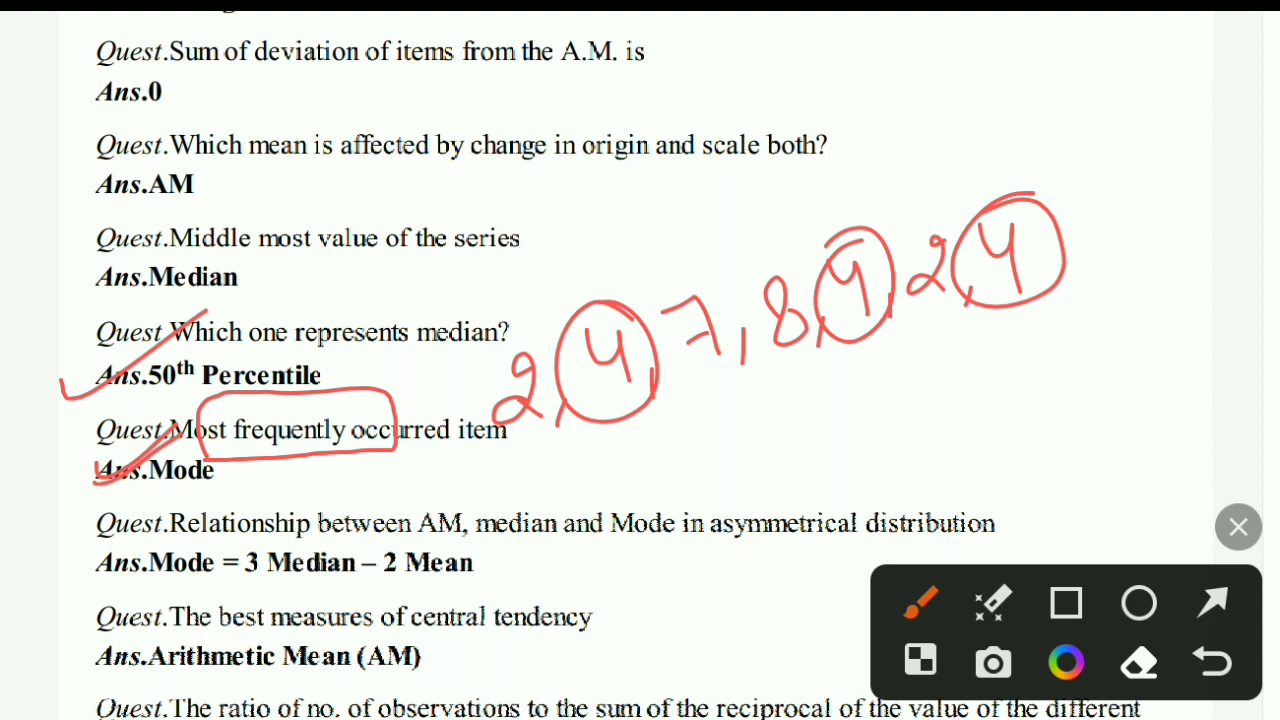 Quest.Sum of deviation of items from the A.M. is
Ans.0
Quest.Which mean is affected by change in origin and scale both?
Ans.AM
Quest.Middle most value of the series
Ans.Median
Quest.Which one represents median?
Ans.50th Percentile
2, 4, 7, 8, 4, 2, 4
Quest.Most frequently occurred item
Ans.Mode
Quest.Relationship between AM, median and Mode in asymmetrical distribution
Ans.Mode = 3 Median – 2 Mean
Quest.The best measures of central tendency
Ans.Arithmetic Mean (AM)
Quest.The ratio of no. of observations to the sum of the reciprocal of the value of the different